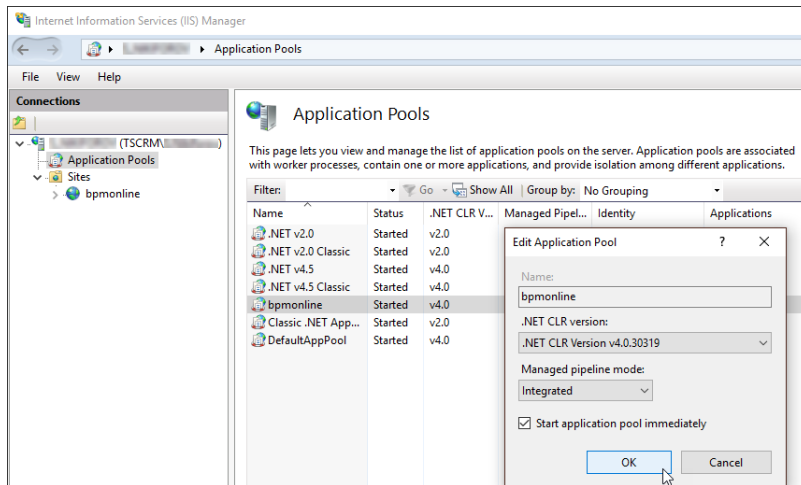 Internet Information Services (IIS) Manager
Application Pools
File View Help
Connections
(TSCRM\ )
Application Pools
Sites
bpmonline
Application Pools
This page lets you view and manage the list of application pools on the server. Application pools are associated
with worker processes, contain one or more applications, and provide isolation among different applications.
Filter: Go Show All Group by: No Grouping
Name Status .NET CLR V... Managed Pipel... Identity Applications
.NET v2.0 Started v2.0
.NET v2.0 Classic Started v2.0
.NET v4.5 Started v4.0
.NET v4.5 Classic Started v4.0
bpmonline Started v4.0
Classic .NET App... Started v2.0
DefaultAppPool Started v4.0
Edit Application Pool ? X
Name:
bpmonline
.NET CLR version:
.NET CLR Version v4.0.30319
Managed pipeline mode:
Integrated
Start application pool immediately
OK Cancel